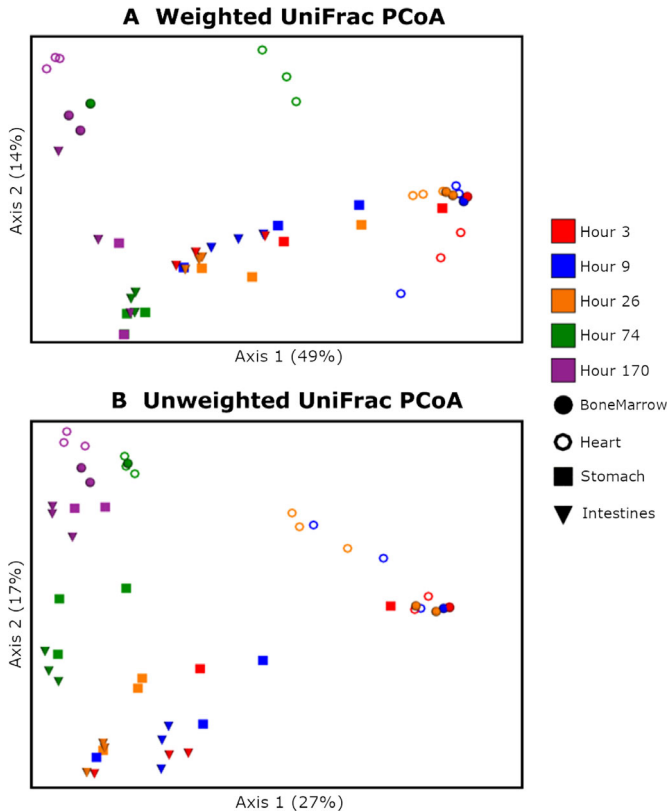 A Weighted UniFrac PCoA
Axis 2 (14%)
Axis 1 (49%)
Hour 3
Hour 9
Hour 26
Hour 74
Hour 170
BoneMarrow
Heart
Stomach
Intestines
B Unweighted UniFrac PCoA
Axis 2 (17%)
Axis 1 (27%)